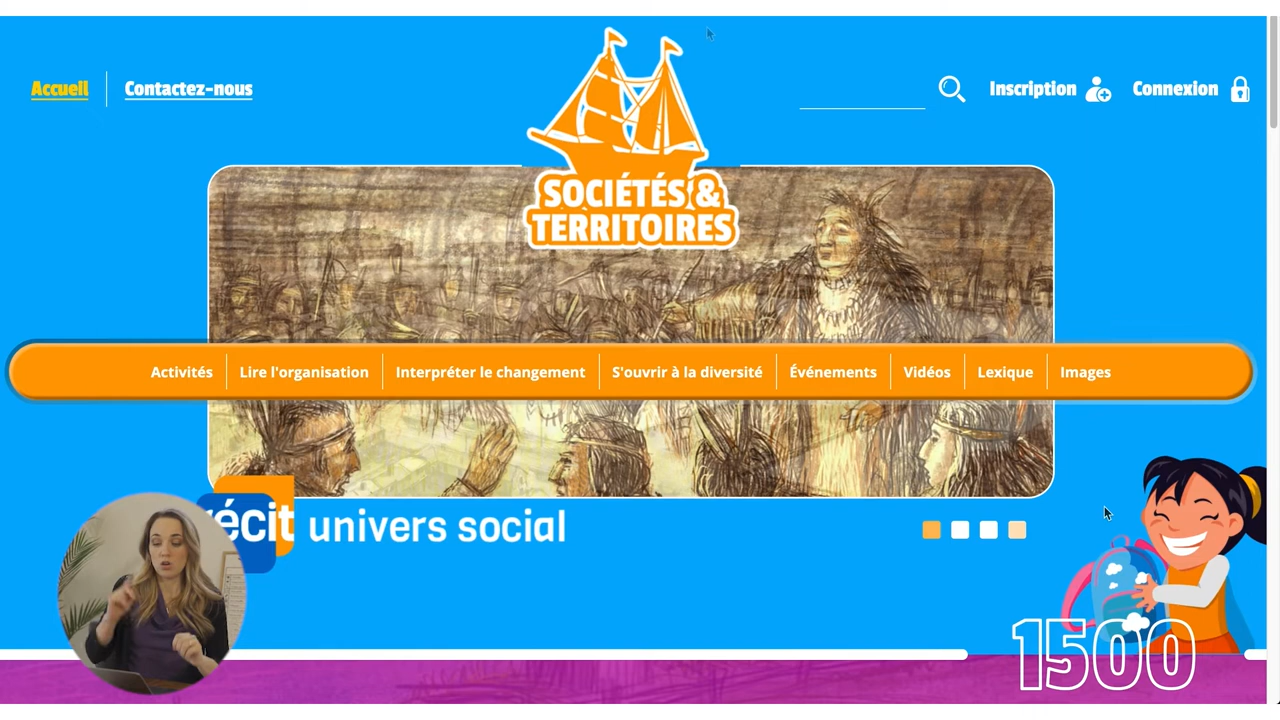 Accueil
Contactez-nous
Inscription
Connexion
SOCIÉTÉS &
TERRITOIRES
Activités
Lire l'organisation
Interpréter le changement
S'ouvrir à la diversité
Événements
Vidéos
Lexique
Images
récit univers social
1500